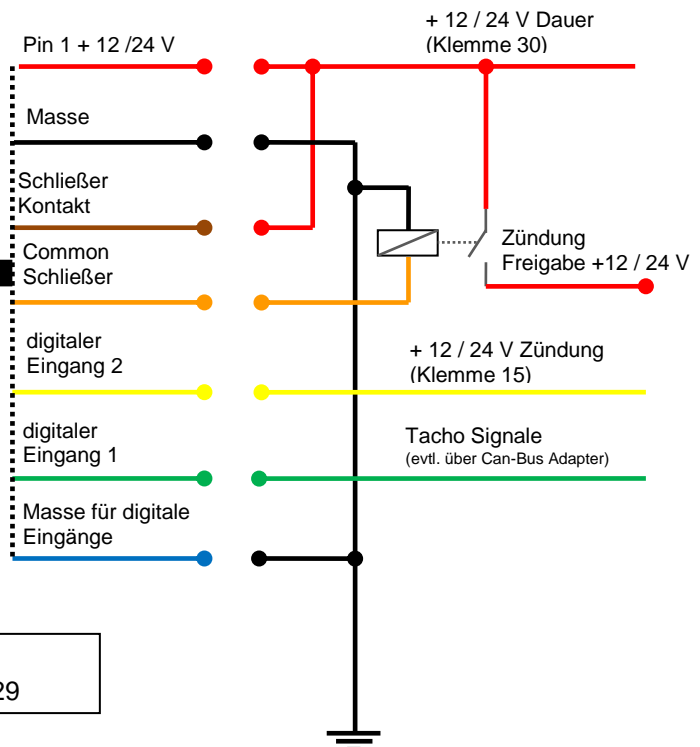 + 12 / 24 V Dauer
(Klemme 30)
Pin 1 + 12 /24 V
Masse
Schließer
Kontakt
Common
Schließer
Zündung
Freigabe +12 / 24 V
digitaler
Eingang 2
+ 12 / 24 V Zündung
(Klemme 15)
digitaler
Eingang 1
Tacho Signale
(evtl. über Can-Bus Adapter)
Masse für digitale
Eingänge
29